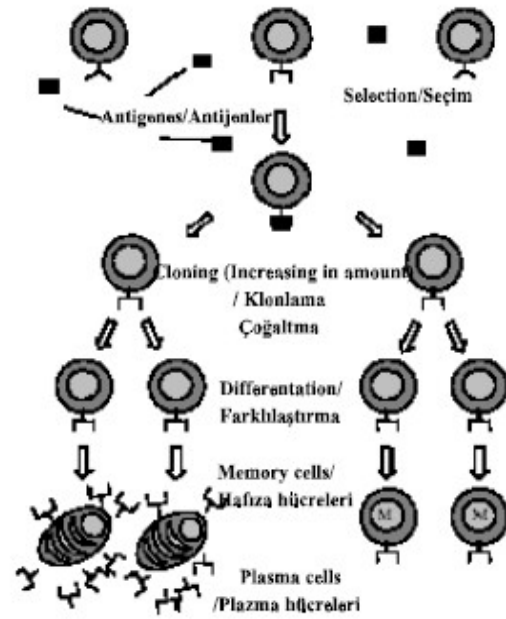 Selection/Seçim
Antigenes/Antijenler
Cloning (Increasing in amount)
/ Klonlama
Çoğaltma
Differentation/
Farklılaştırma
Memory cells/
Hafıza hücreleri
M
M
Plasma cells
/Plazma hücreleri